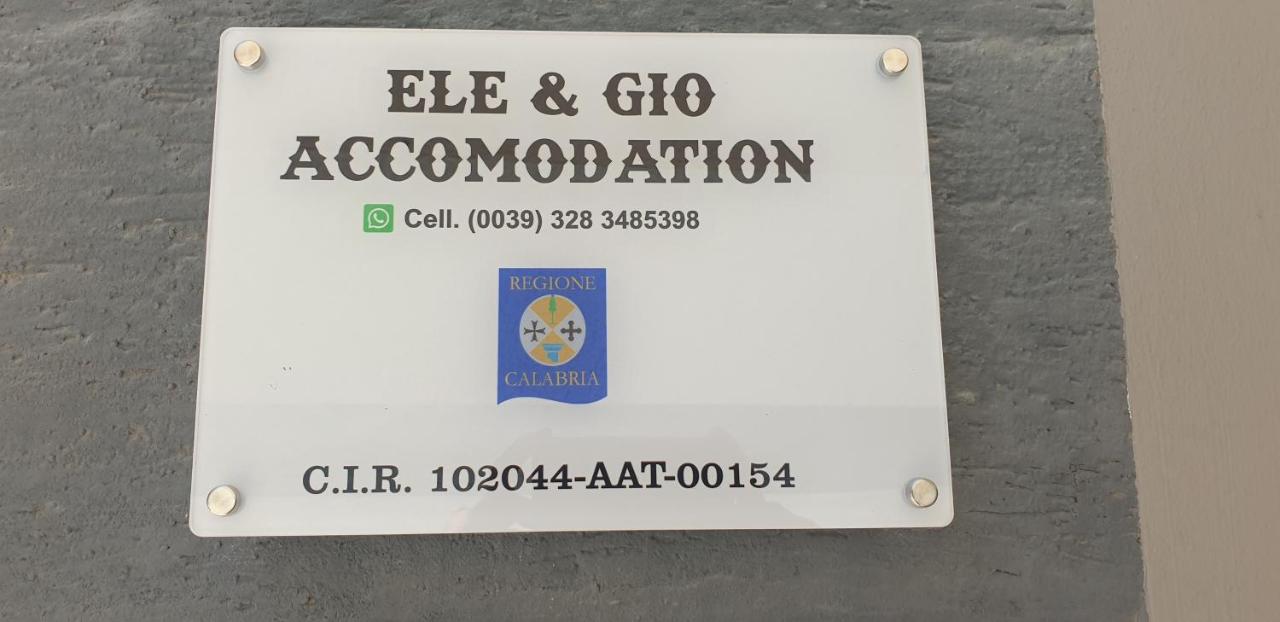 ELE & GIO
ACCOMODATION
Cell. (0039) 328 3485398
REGIONE
CALABRIA
C.I.R. 102044-AAT-00154